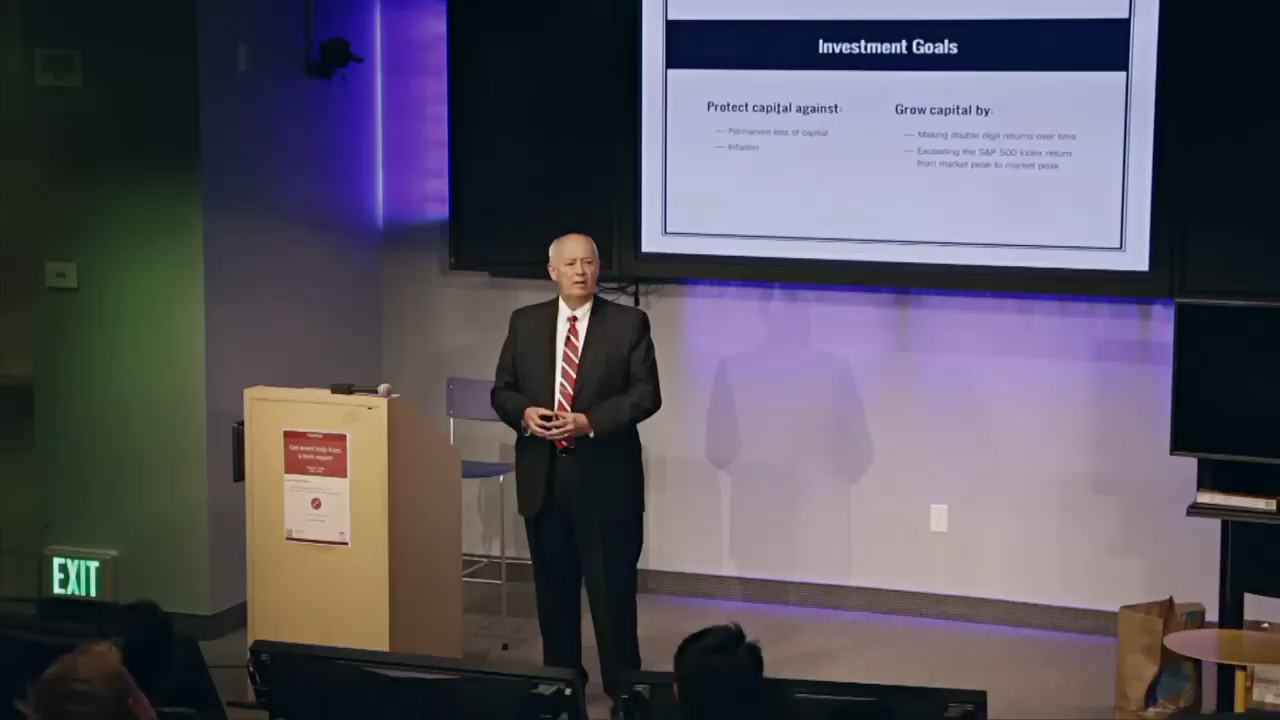 Investment Goals
Protect capital against:
— Permanent loss of capital
— Inflation
Grow capital by:
— Making double digit returns over time
— Exceeding the S&P 500 index return
from market peak to market peak
EXIT